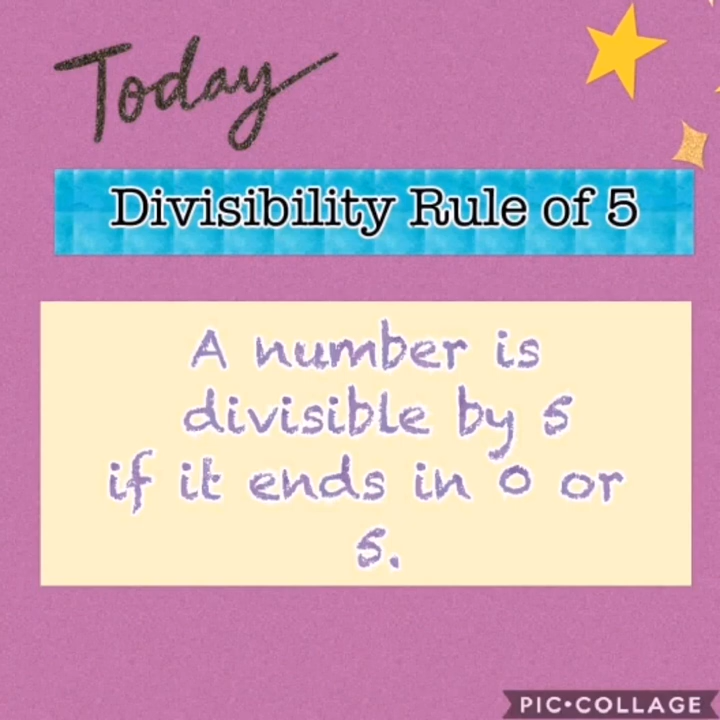 Today
Divisibility Rule of 5
A number is
divisible by 5
if it ends in 0 or
5.
PIC•COLLAGE